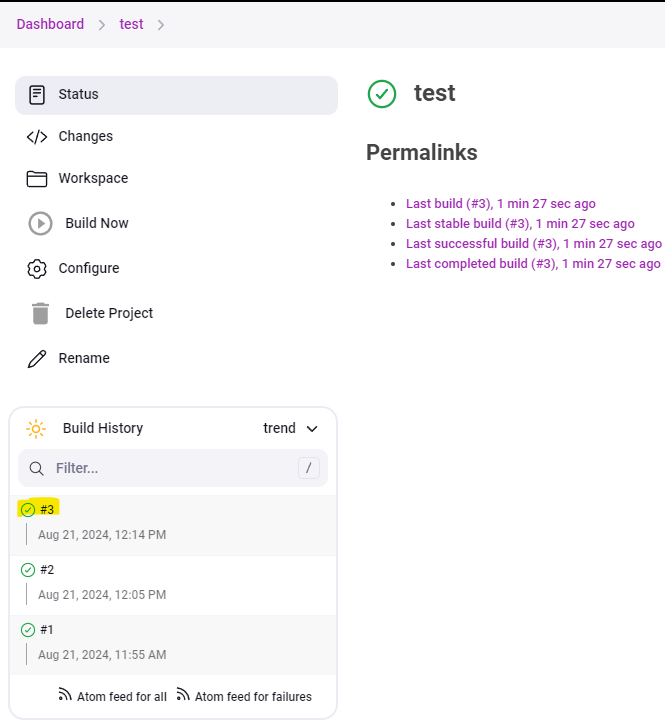 Dashboard > test >
Status
Changes
Workspace
Build Now
Configure
Delete Project
Rename
Build History trend
Filter... /
#3
Aug 21, 2024, 12:14 PM
#2
Aug 21, 2024, 12:05 PM
#1
Aug 21, 2024, 11:55 AM
Atom feed for all Atom feed for failures
test
Permalinks
Last build (#3), 1 min 27 sec ago
Last stable build (#3), 1 min 27 sec ago
Last successful build (#3), 1 min 27 sec ago
Last completed build (#3), 1 min 27 sec ago